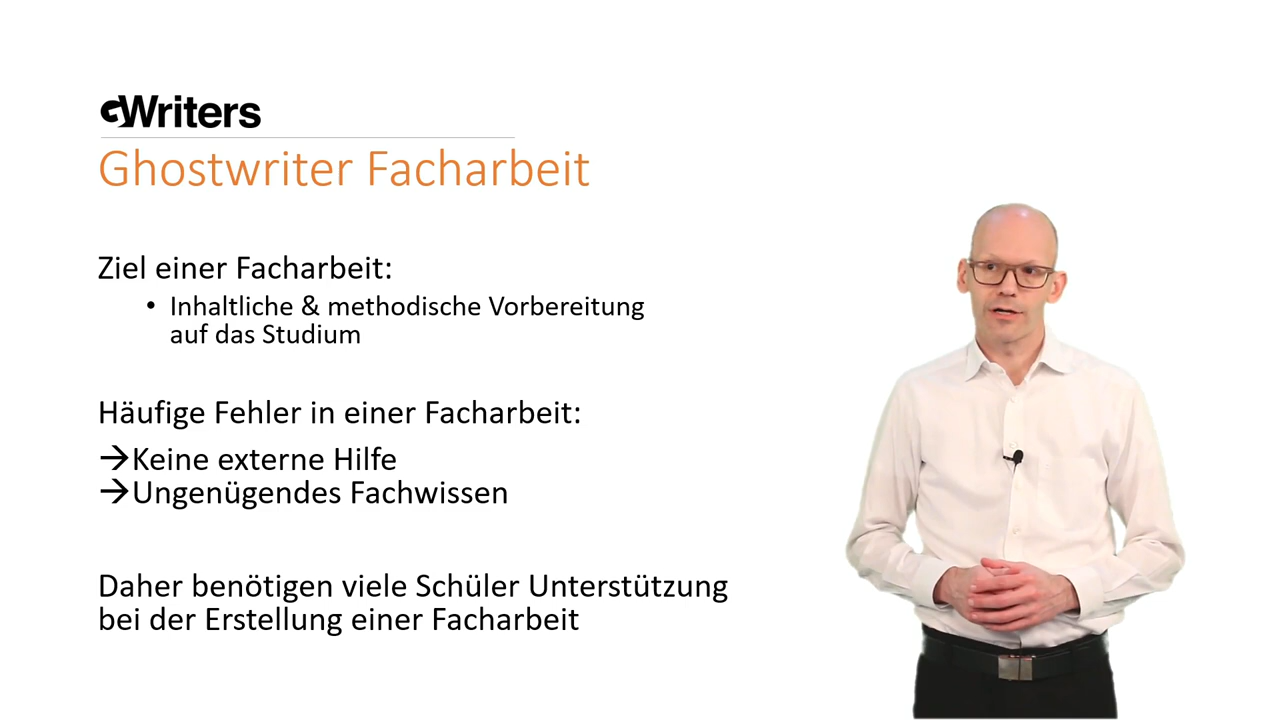 GWriters
Ghostwriter Facharbeit
Ziel einer Facharbeit:
• Inhaltliche & methodische Vorbereitung
auf das Studium
Häufige Fehler in einer Facharbeit:
→Keine externe Hilfe
→Ungenügendes Fachwissen
Daher benötigen viele Schüler Unterstützung
bei der Erstellung einer Facharbeit